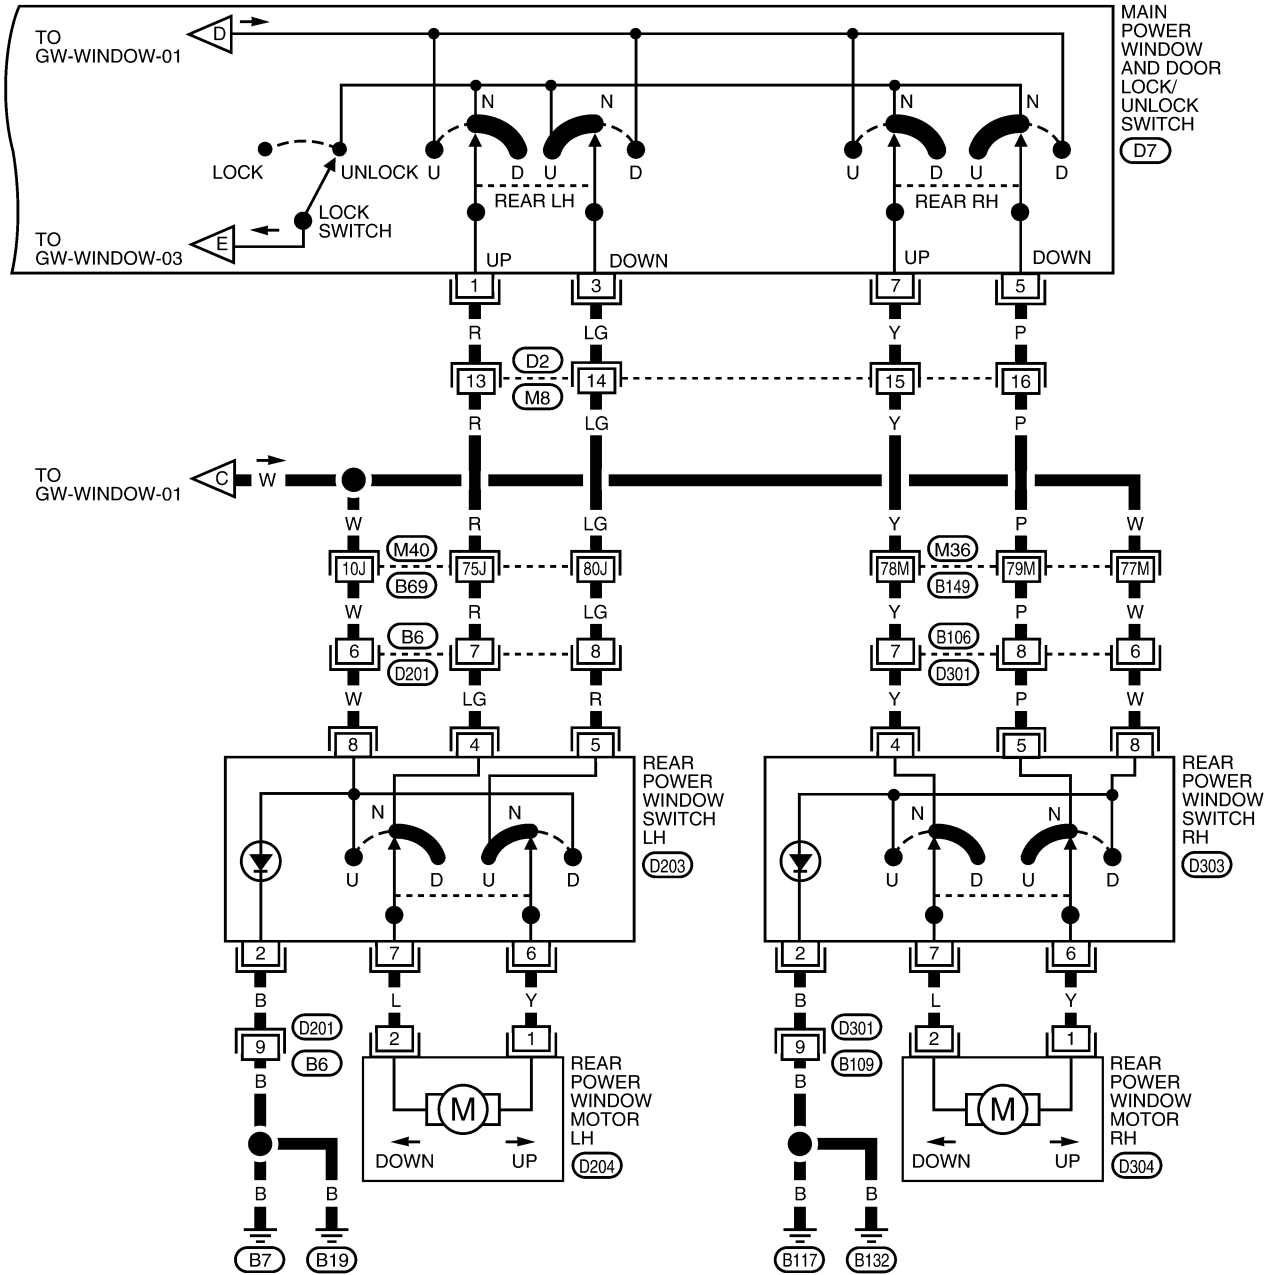 TO
GW-WINDOW-01
D
MAIN
POWER
WINDOW
AND DOOR
LOCK/
UNLOCK
SWITCH
D7
N N N N
LOCK UNLOCK U D U D U D U D
REAR LH REAR RH
LOCK
SWITCH
TO
GW-WINDOW-03
E
UP DOWN UP DOWN
1 3 7 5
R LG Y P
D2
13 14 15 16
M8
R LG Y P
TO
GW-WINDOW-01
C W
W R LG Y P W
M40 M36
10J 75J 80J 78M 79M 77M
B69 B149
W R LG Y P W
B6 B106
6 7 8 7 8 6
D201 D301
W LG R Y P W
8 4 5 4 5 8
REAR
POWER
WINDOW
SWITCH
LH
D203
REAR
POWER
WINDOW
SWITCH
RH
D303
N N N N
U D U D U D U D
2 7 6 2 7 6
B L Y B L Y
D201 D301
9 2 1 9 2 1
B6 B109
B B
M M
DOWN UP DOWN UP
REAR
POWER
WINDOW
MOTOR
LH
D204
REAR
POWER
WINDOW
MOTOR
RH
D304
B B B B
B7 B19 B117 B132